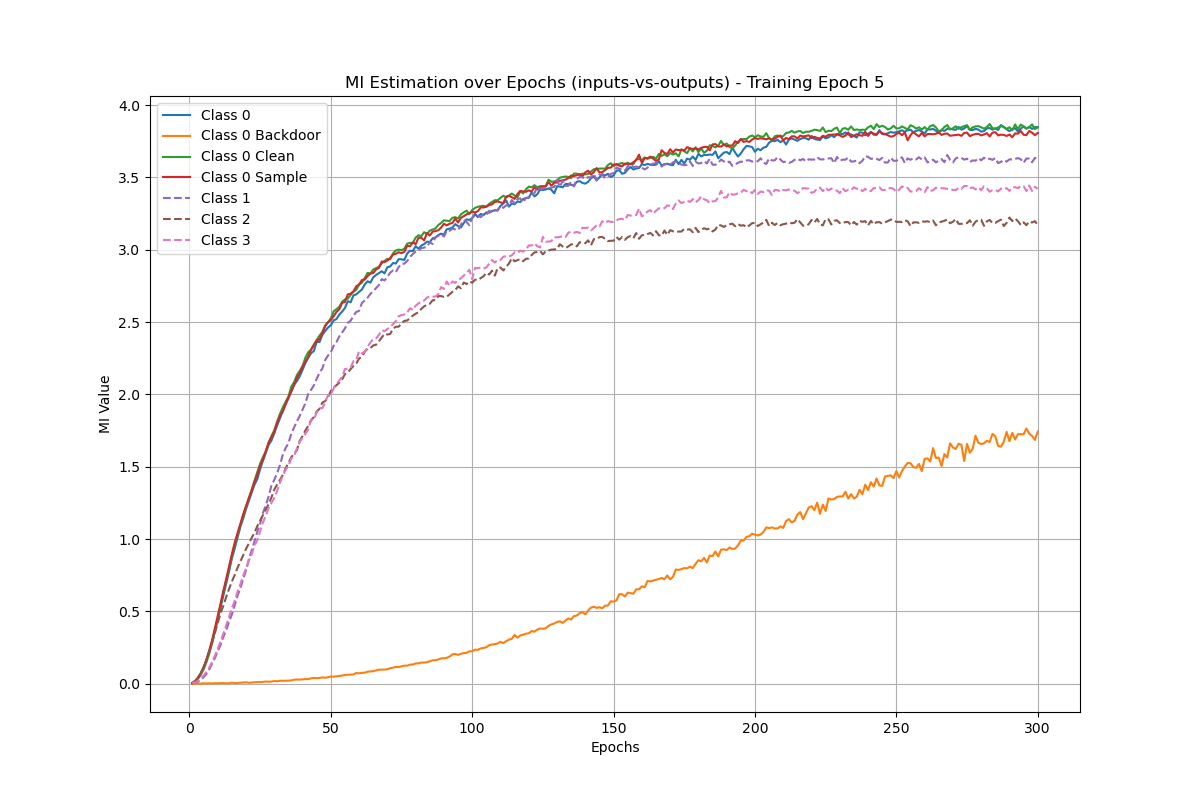 MI Estimation over Epochs (inputs-vs-outputs) - Training Epoch 5
Class 0
Class 0 Backdoor
Class 0 Clean
Class 0 Sample
Class 1
Class 2
Class 3
MI Value
4.0
3.5
3.0
2.5
2.0
1.5
1.0
0.5
0.0
0 50 100 150 200 250 300
Epochs